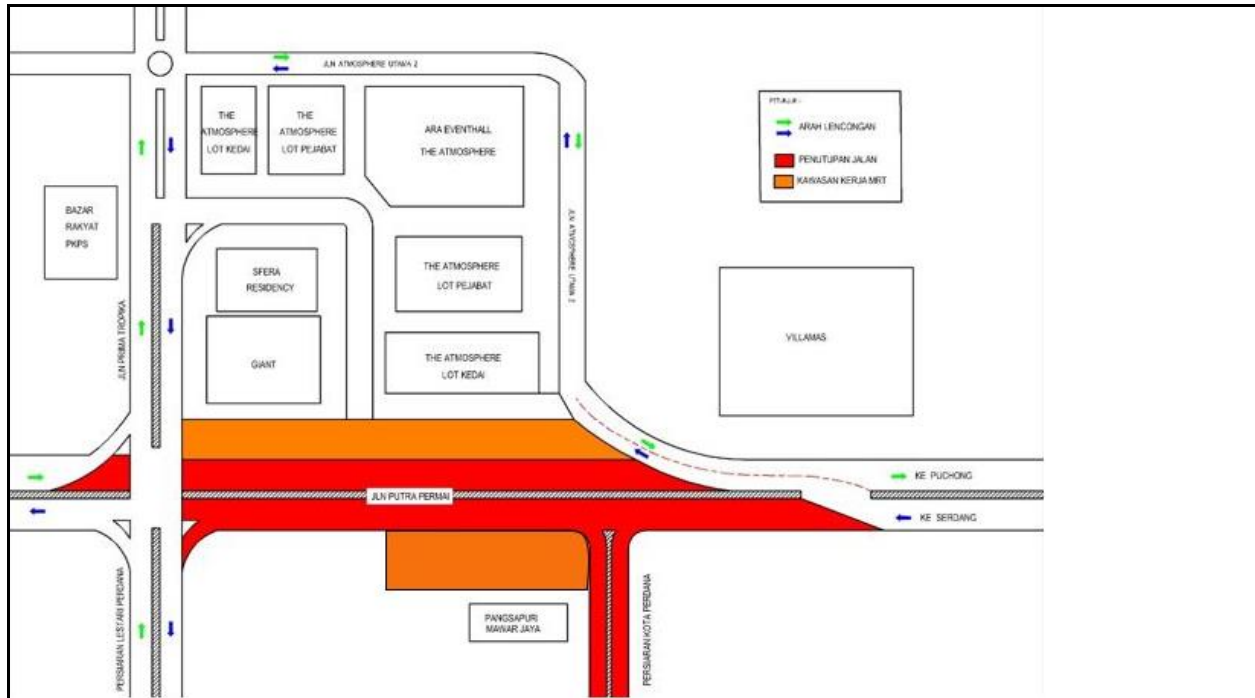 JLN ATMOSPHERE UTAMA 2
THE
ATMOSPHERE
LOT KEDAI
THE
ATMOSPHERE
LOT PEJABAT
ARA EVENTHALL
THE ATMOSPHERE
PETUNJUK :
ARAH LENCONGAN
PENUTUPAN JALAN
KAWASAN KERJA MRT
BAZAR
RAKYAT
PKPS
JLN ATMOSPHERE UTAMA 2
SFERA
RESIDENCY
THE ATMOSPHERE
LOT PEJABAT
JLN PRIMA TROPIKA
GIANT
THE ATMOSPHERE
LOT KEDAI
VILLAMAS
KE PUCHONG
JLN PUTRA PERMAI
KE SERDANG
PERSIARAN LESTARI PERDANA
PANGSAPURI
MAWAR JAYA
PERSIARAN KOTA PERDANA